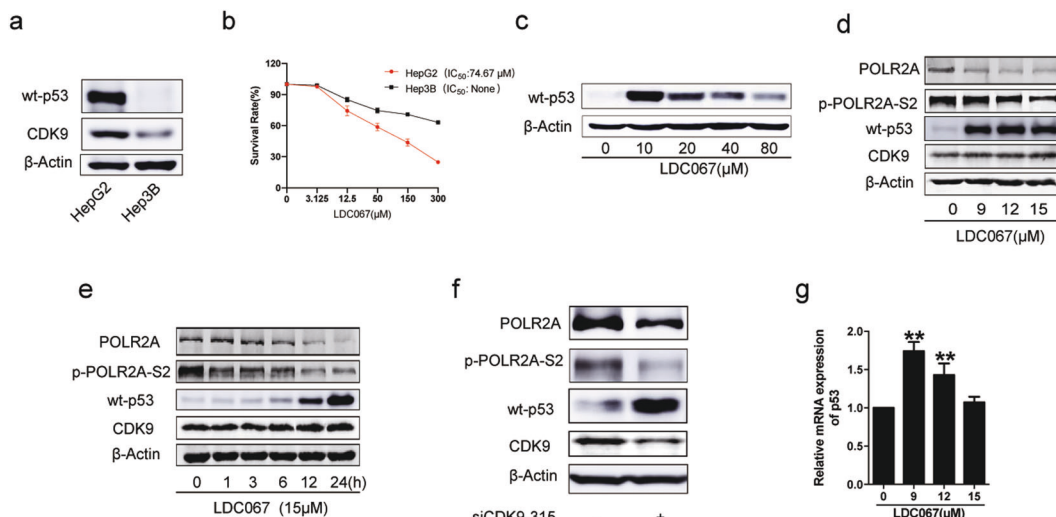 a
wt-p53
CDK9
β-Actin
HepG2
Hep3B
b
120
90
60
30
0
Survival Rate(%)
HepG2 (IC50:74.67 μM)
Hep3B (IC50: None)
0 3.125 12.5 50 150 300
LDC067(μM)
c
wt-p53
β-Actin
0 10 20 40 80
LDC067(μM)
d
POLR2A
p-POLR2A-S2
wt-p53
CDK9
β-Actin
0 9 12 15
LDC067(μM)
e
POLR2A
p-POLR2A-S2
wt-p53
CDK9
β-Actin
0 1 3 6 12 24(h)
LDC067 (15μM)
f
POLR2A
p-POLR2A-S2
wt-p53
CDK9
β-Actin
siCDK9-315 +
g
Relative mRNA expression
of p53
2.0
1.5
1.0
0.5
0.0
**
**
0 9 12 15
LDC067(μM)